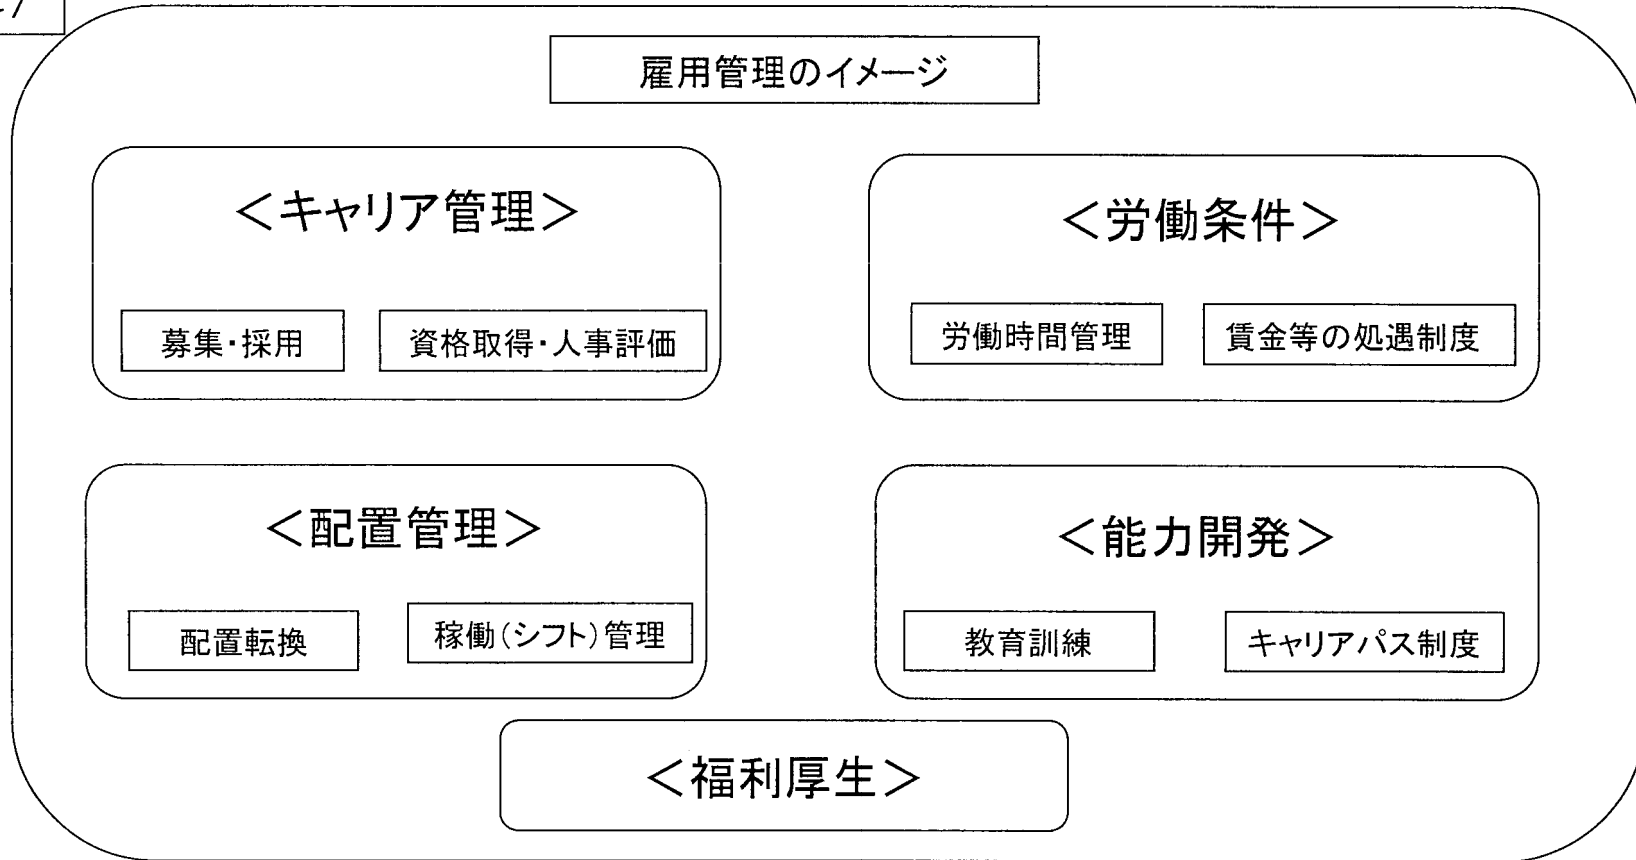 雇用管理のイメージ
＜キャリア管理＞
募集・採用
資格取得・人事評価
＜労働条件＞
労働時間管理
賃金等の処遇制度
＜配置管理＞
配置転換
稼働(シフト)管理
＜能力開発＞
教育訓練
キャリアパス制度
＜福利厚生＞